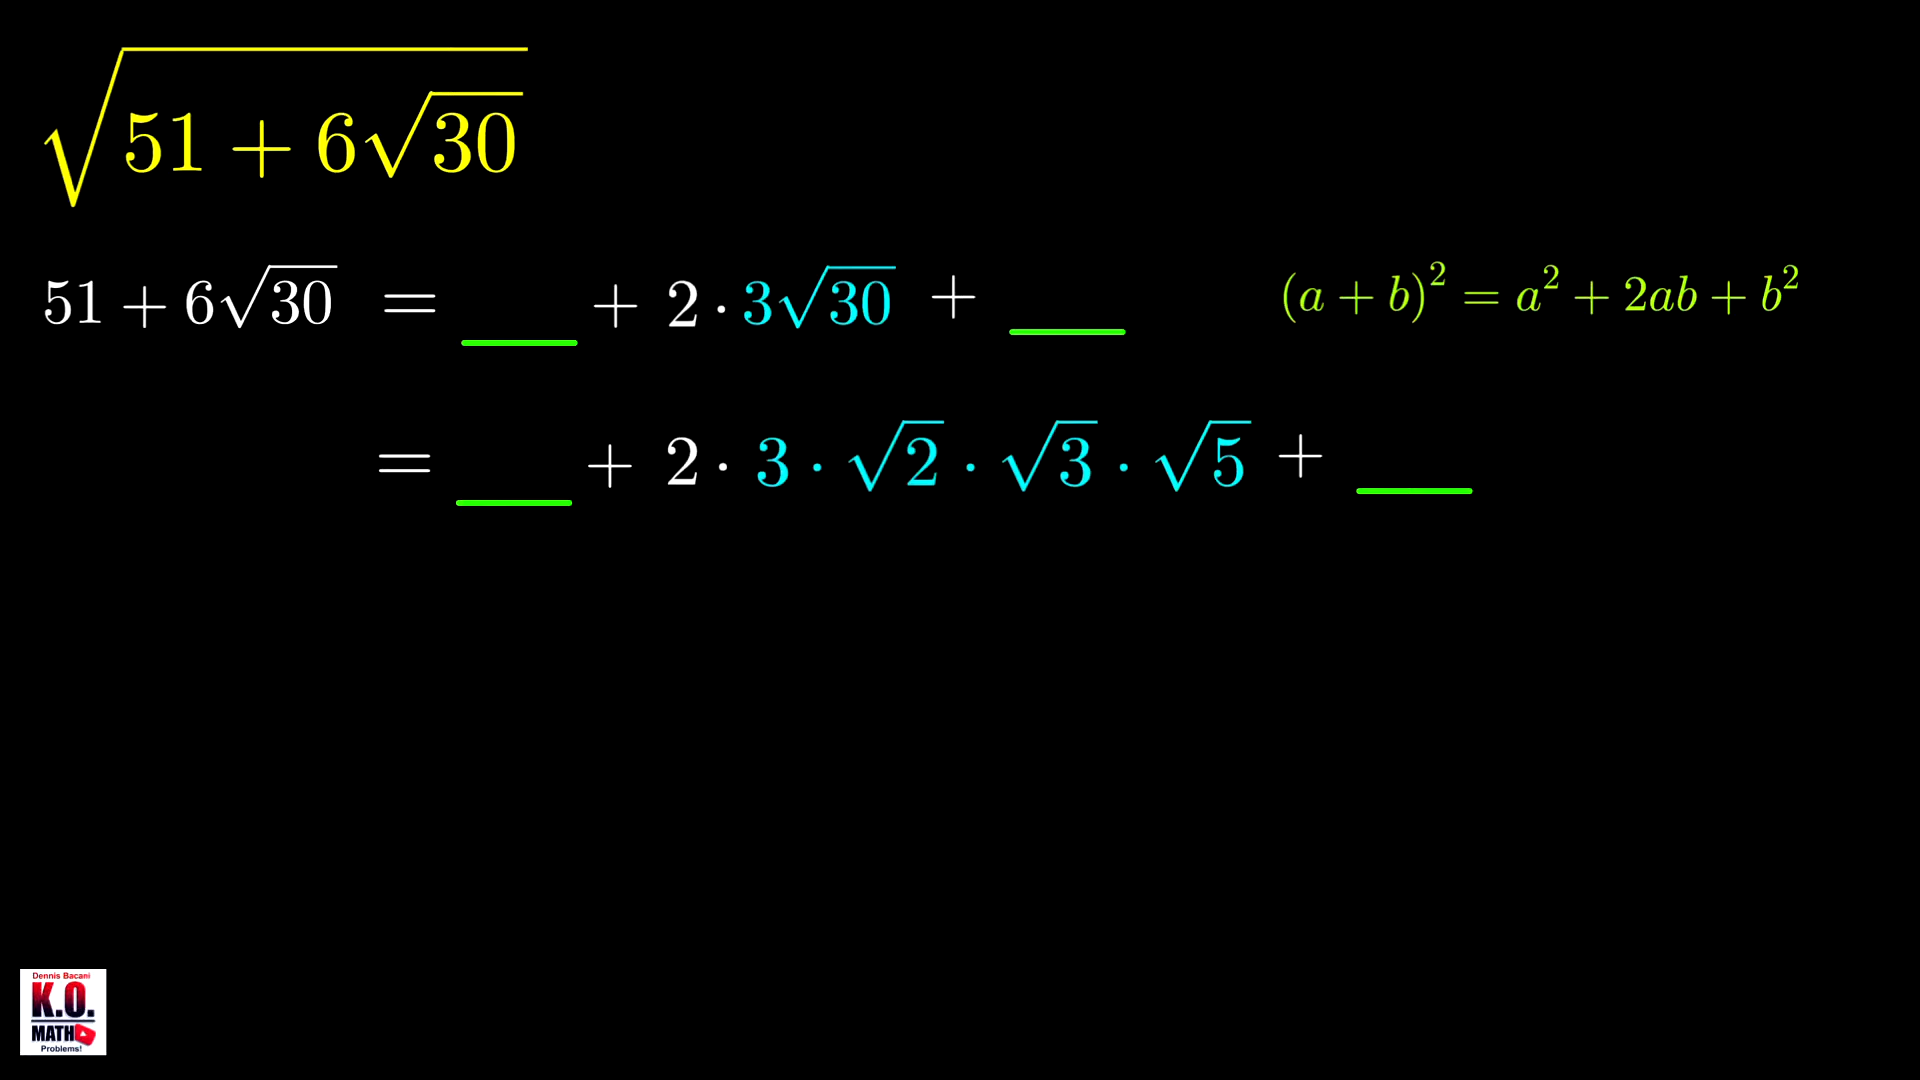 √(51 + 6√30)
51 + 6√30 = ___ + 2 · 3√30 + ___
(a + b)² = a² + 2ab + b²
= ___ + 2 · 3 · √2 · √3 · √5 + ___
Dennis Bacani
K.O.
MATH
Problems!